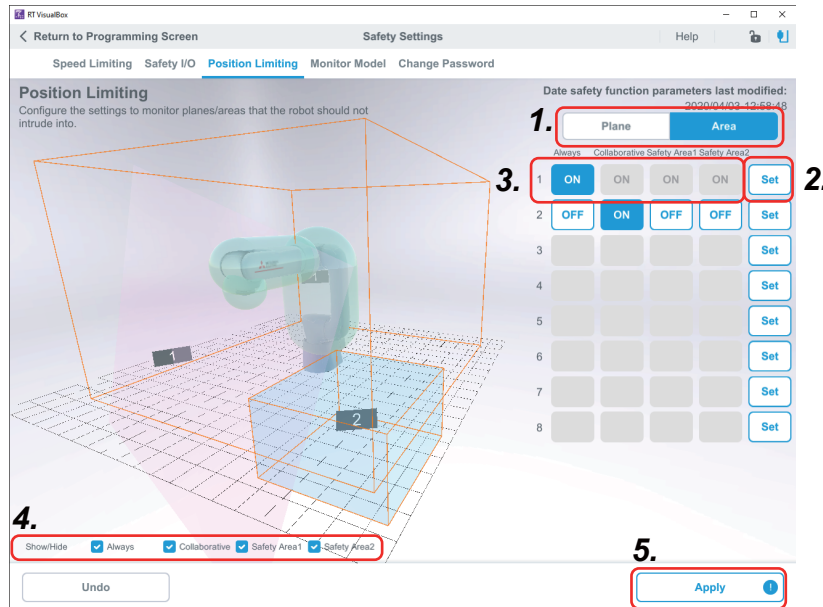 RT VisualBox
Return to Programming Screen Safety Settings Help
Speed Limiting Safety I/O Position Limiting Monitor Model Change Password
Position Limiting
Configure the settings to monitor planes/areas that the robot should not
intrude into.
Date safety function parameters last modified:
2020/04/03 12:58:48
1. Plane Area
Always Collaborative Safety Area1 Safety Area2
3. 1 ON ON ON ON Set 2.
2 OFF ON OFF OFF Set
3 Set
4 Set
5 Set
6 Set
7 Set
8 Set
1
2
4.
Show/Hide Always Collaborative Safety Area1 Safety Area2
5.
Undo Apply !